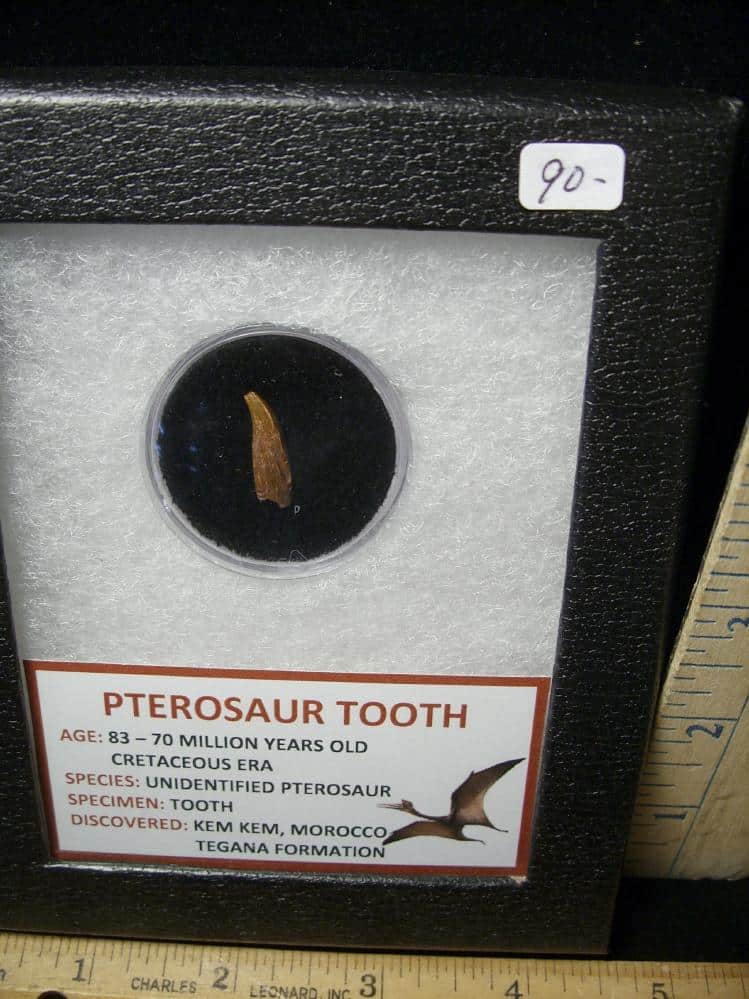 90-
D
PTEROSAUR TOOTH
AGE: 83 – 70 MILLION YEARS OLD
CRETACEOUS ERA
SPECIES: UNIDENTIFIED PTEROSAUR
SPECIMEN: TOOTH
DISCOVERED: KEM KEM, MOROCCO
TEGANA FORMATION
3
2
1
1 2 3 4 5
CHARLES LEONARD, INC